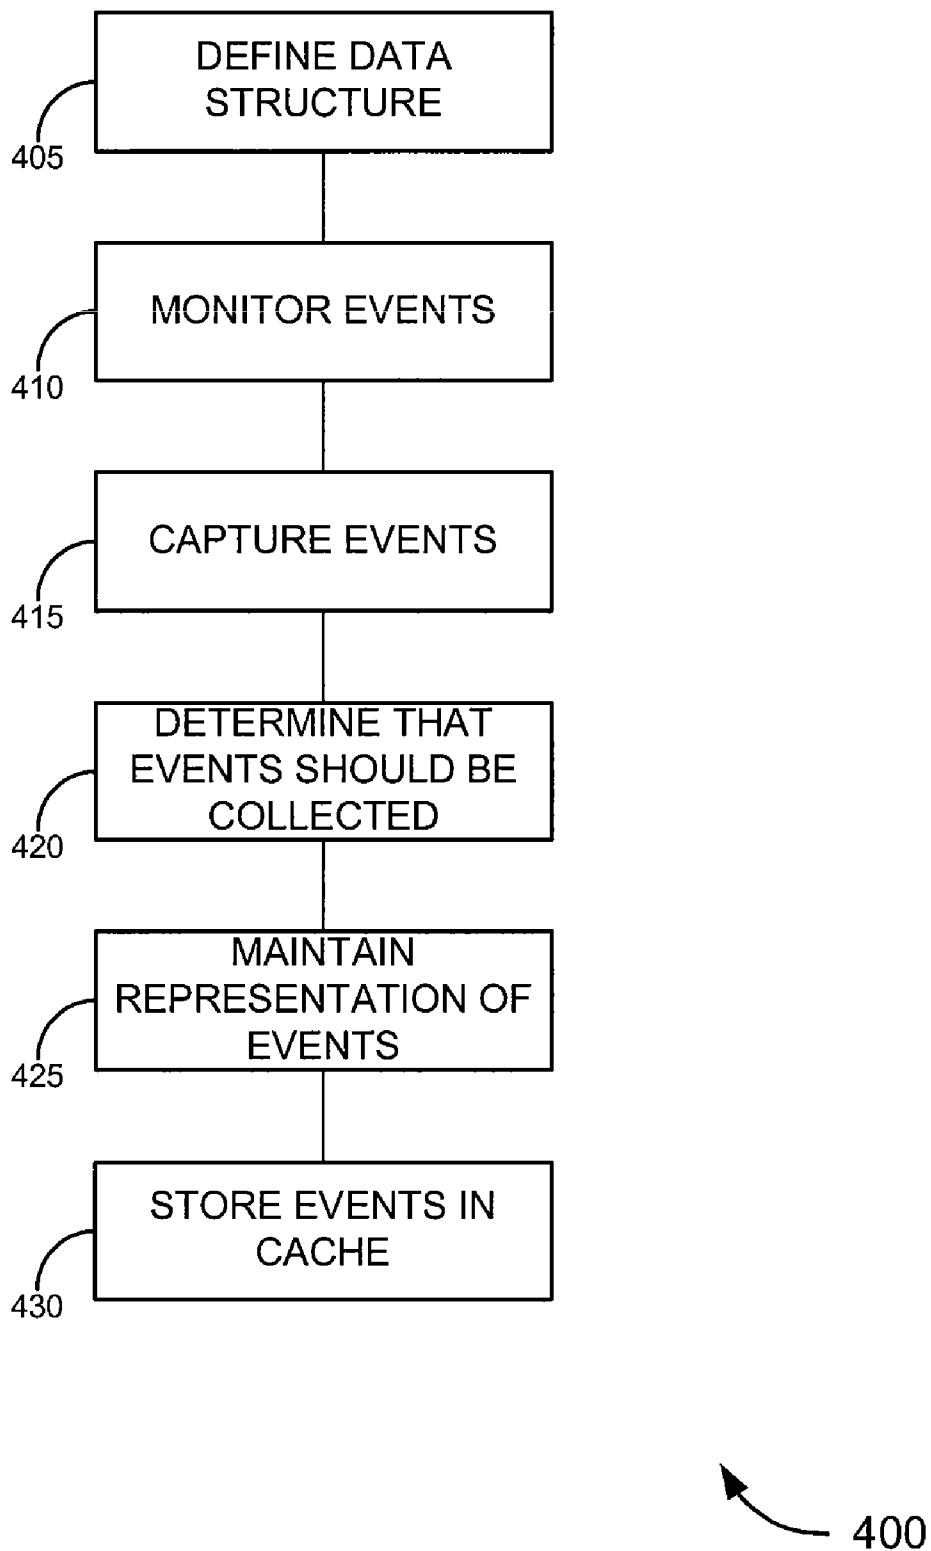 DEFINE DATA
STRUCTURE
405
MONITOR EVENTS
410
CAPTURE EVENTS
415
DETERMINE THAT
EVENTS SHOULD BE
COLLECTED
420
MAINTAIN
REPRESENTATION OF
EVENTS
425
STORE EVENTS IN
CACHE
430
400